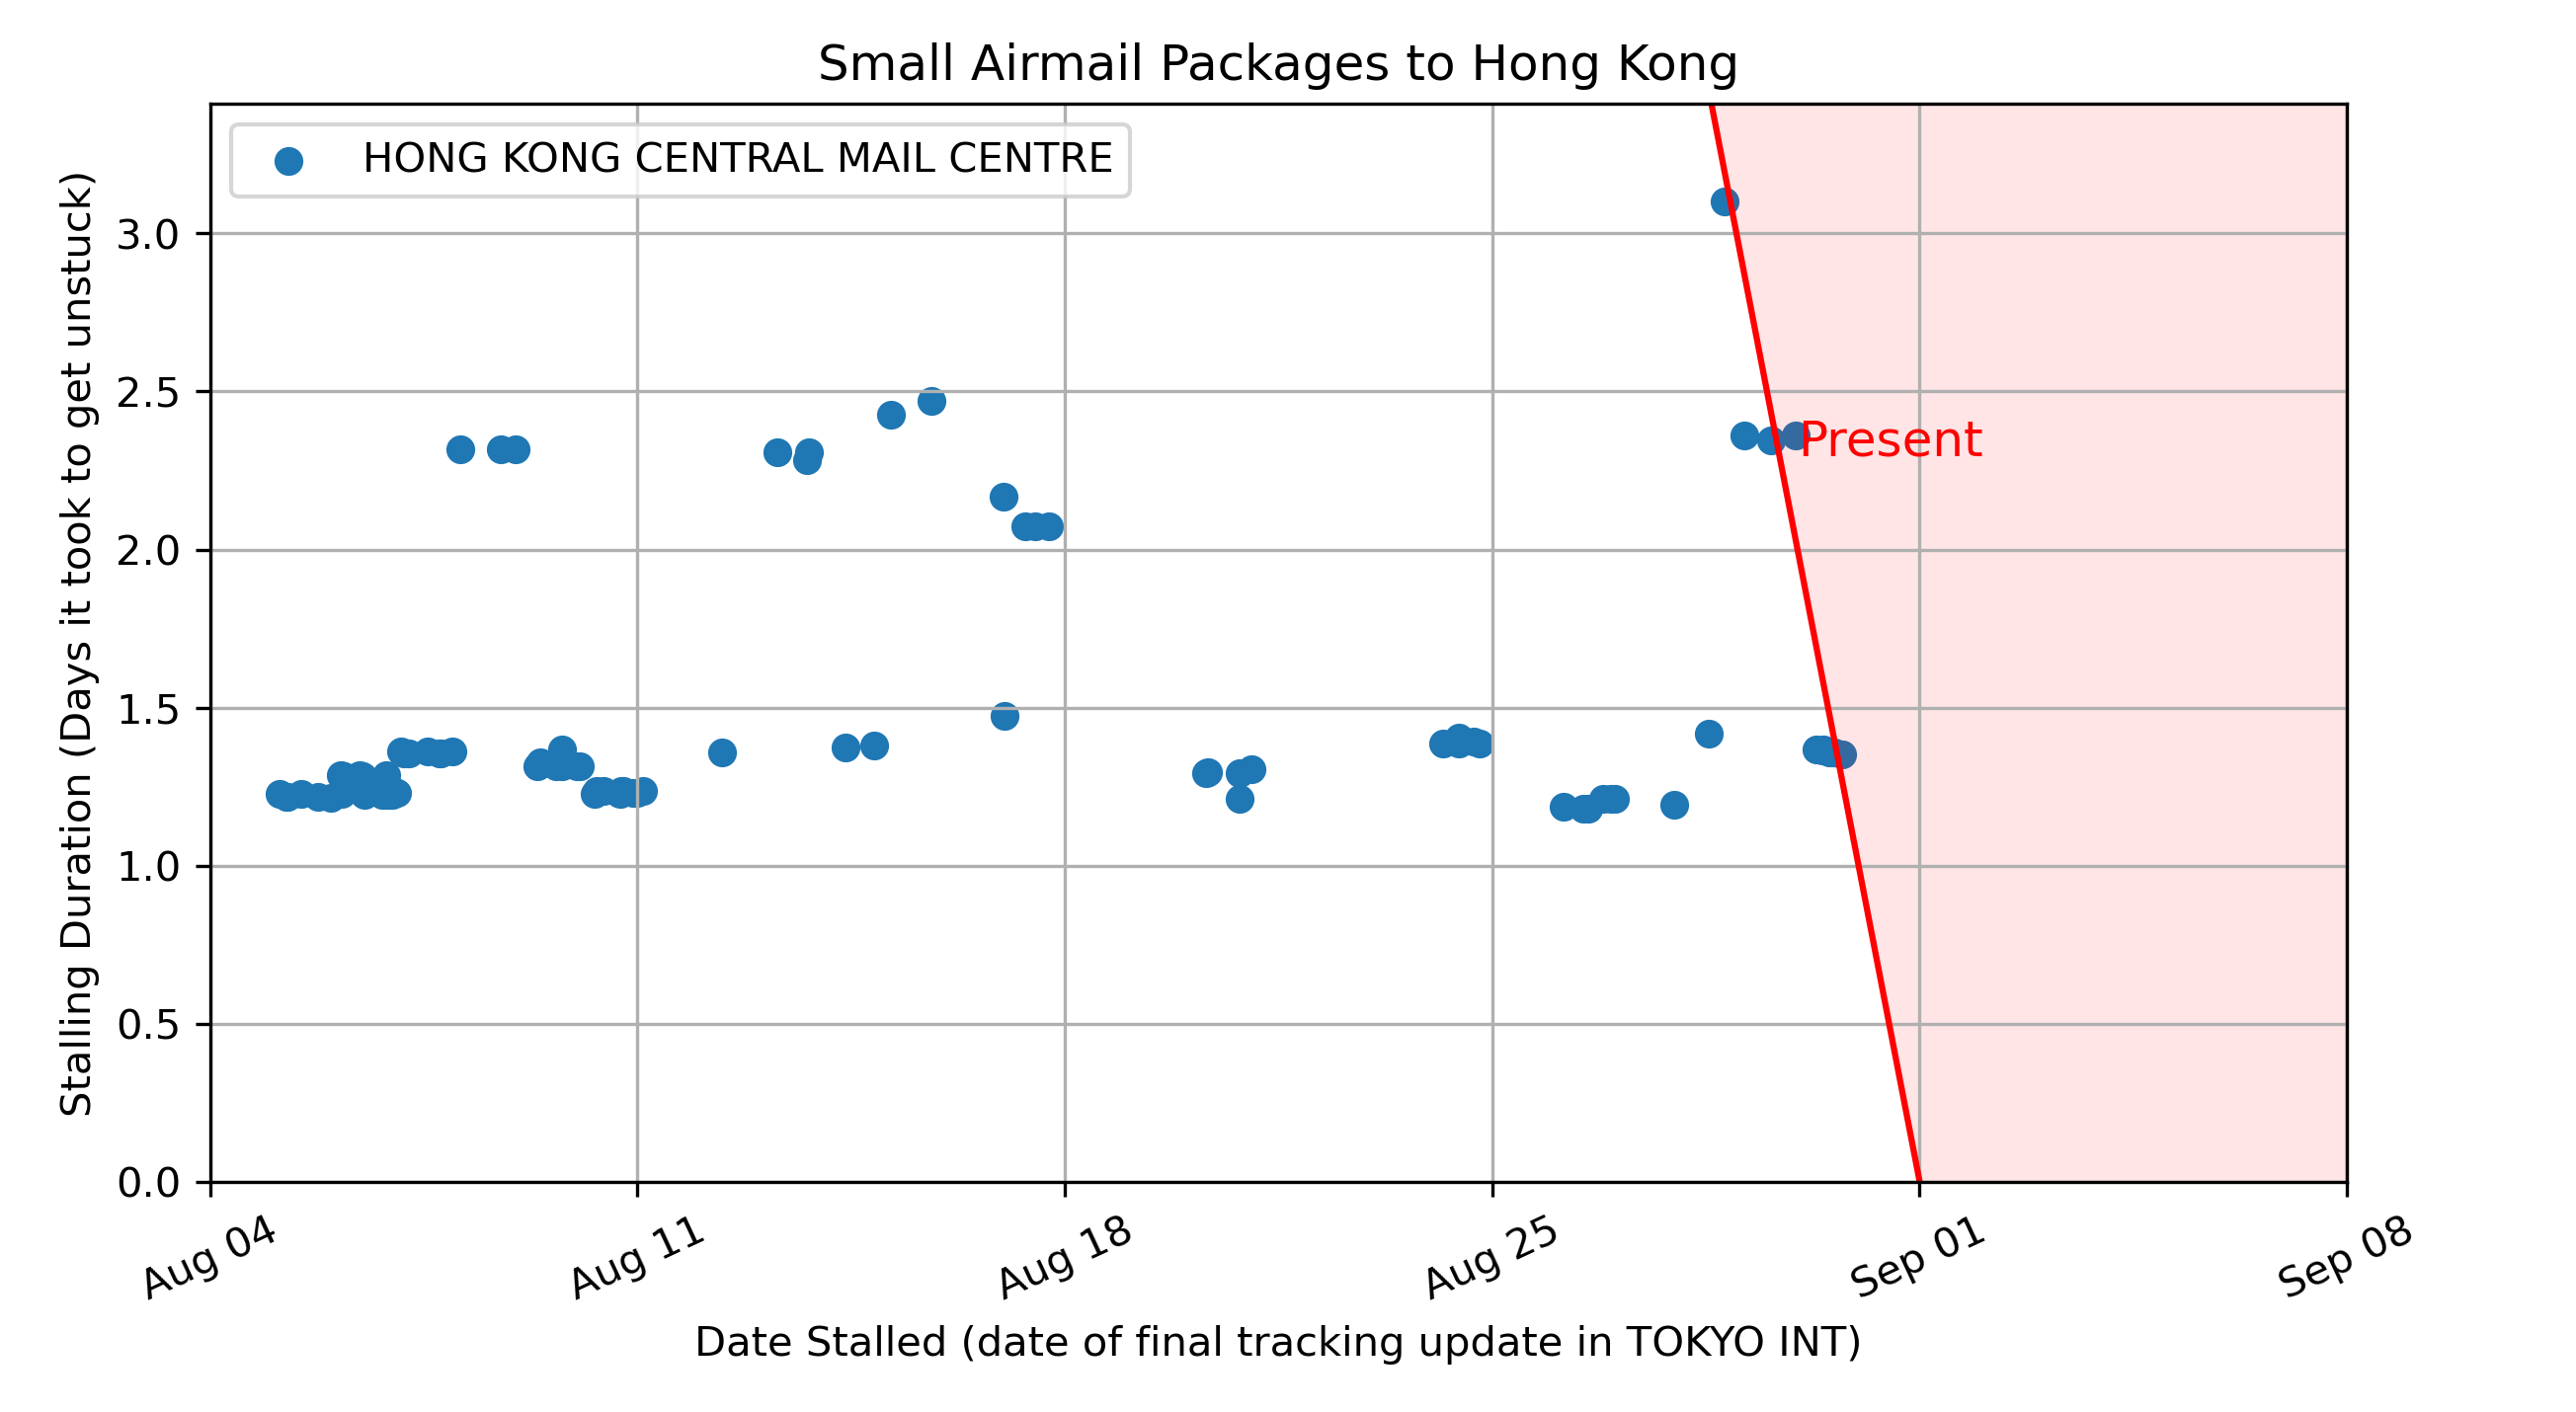 Small Airmail Packages to Hong Kong
HONG KONG CENTRAL MAIL CENTRE
Stalling Duration (Days it took to get unstuck)
3.0
2.5
2.0
1.5
1.0
0.5
0.0
Present
Aug 04
Aug 11
Aug 18
Aug 25
Sep 01
Sep 08
Date Stalled (date of final tracking update in TOKYO INT)